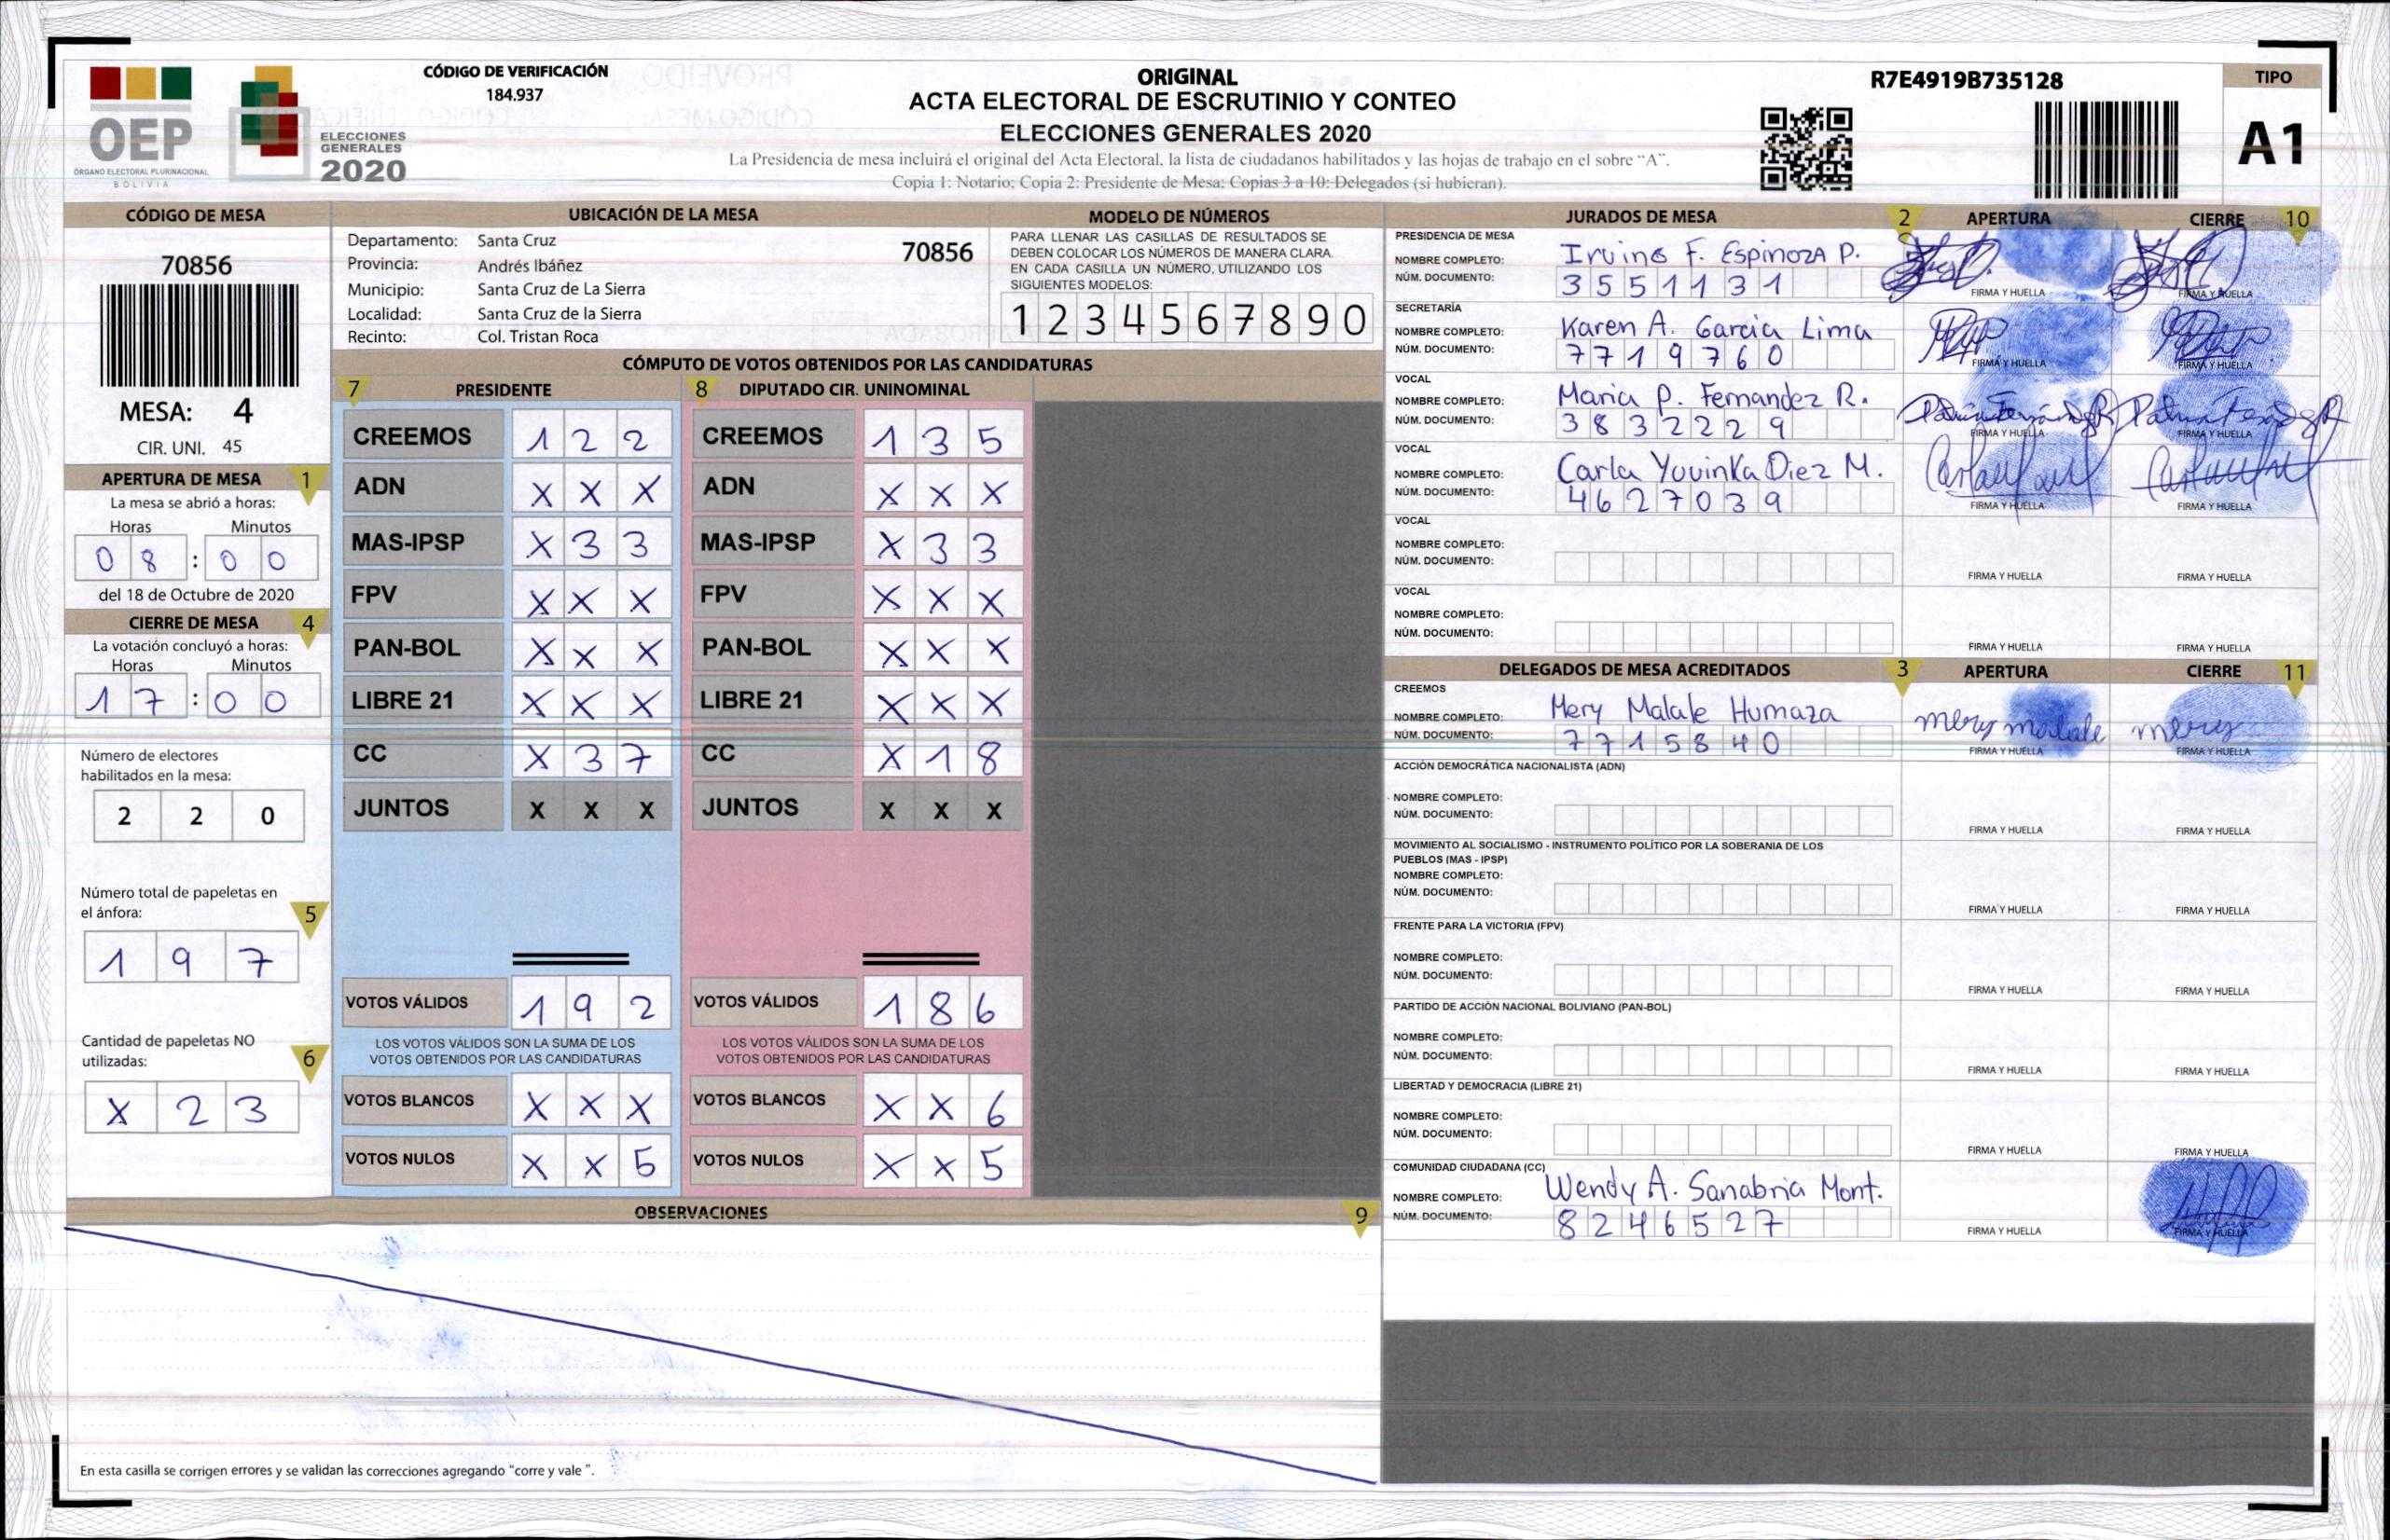 CÓDIGO DE VERIFICACIÓN
184.937
OEP
ÓRGANO ELECTORAL PLURINACIONAL
BOLIVIA
ELECCIONES
GENERALES
2020
ORIGINAL
ACTA ELECTORAL DE ESCRUTINIO Y CONTEO
ELECCIONES GENERALES 2020
La Presidencia de mesa incluirá el original del Acta Electoral, la lista de ciudadanos habilitados y las hojas de trabajo en el sobre "A".
Copia 1: Notario; Copia 2: Presidente de Mesa; Copias 3 a 10: Delegados (si hubieran).
R7E4919B735128
TIPO
A1
CÓDIGO DE MESA
70856
MESA: 4
CIR. UNI. 45
APERTURA DE MESA 1
La mesa se abrió a horas:
Horas Minutos
0 8 : 0 0
del 18 de Octubre de 2020
CIERRE DE MESA 4
La votación concluyó a horas:
Horas Minutos
1 7 : 0 0
Número de electores
habilitados en la mesa:
2 2 0
Número total de papeletas en
el ánfora: 5
1 9 7
Cantidad de papeletas NO
utilizadas: 6
X 2 3
UBICACIÓN DE LA MESA
Departamento: Santa Cruz 70856
Provincia: Andrés Ibáñez
Municipio: Santa Cruz de La Sierra
Localidad: Santa Cruz de la Sierra
Recinto: Col. Tristan Roca
MODELO DE NÚMEROS
PARA LLENAR LAS CASILLAS DE RESULTADOS SE
DEBEN COLOCAR LOS NÚMEROS DE MANERA CLARA.
EN CADA CASILLA UN NÚMERO, UTILIZANDO LOS
SIGUIENTES MODELOS:
1 2 3 4 5 6 7 8 9 0
CÓMPUTO DE VOTOS OBTENIDOS POR LAS CANDIDATURAS
7 PRESIDENTE
CREEMOS 1 2 2
ADN X X X
MAS-IPSP X 3 3
FPV X X X
PAN-BOL X X X
LIBRE 21 X X X
CC X 3 7
JUNTOS X X X
VOTOS VÁLIDOS 1 9 2
LOS VOTOS VÁLIDOS SON LA SUMA DE LOS
VOTOS OBTENIDOS POR LAS CANDIDATURAS
VOTOS BLANCOS X X X
VOTOS NULOS X X 5
8 DIPUTADO CIR. UNINOMINAL
CREEMOS 1 3 5
ADN X X X
MAS-IPSP X 3 3
FPV X X X
PAN-BOL X X X
LIBRE 21 X X X
CC X 1 8
JUNTOS X X X
VOTOS VÁLIDOS 1 8 6
LOS VOTOS VÁLIDOS SON LA SUMA DE LOS
VOTOS OBTENIDOS POR LAS CANDIDATURAS
VOTOS BLANCOS X X 6
VOTOS NULOS X X 5
OBSERVACIONES 9
En esta casilla se corrigen errores y se validan las correcciones agregando "corre y vale ".
JURADOS DE MESA 2 APERTURA CIERRE 10
PRESIDENCIA DE MESA
NOMBRE COMPLETO: Irving F. Espinoza P.
NÚM. DOCUMENTO: 3 5 5 1 1 3 1
FIRMA Y HUELLA FIRMA Y HUELLA
SECRETARÍA
NOMBRE COMPLETO: Karen A. Garcia Lima
NÚM. DOCUMENTO: 7 7 1 9 7 6 0
FIRMA Y HUELLA FIRMA Y HUELLA
VOCAL
NOMBRE COMPLETO: Maria P. Fernandez R.
NÚM. DOCUMENTO: 3 8 3 2 2 2 9
FIRMA Y HUELLA FIRMA Y HUELLA
VOCAL
NOMBRE COMPLETO: Carla Yovinka Diez M.
NÚM. DOCUMENTO: 4 6 2 7 0 3 9
FIRMA Y HUELLA FIRMA Y HUELLA
VOCAL
NOMBRE COMPLETO:
NÚM. DOCUMENTO:
FIRMA Y HUELLA FIRMA Y HUELLA
VOCAL
NOMBRE COMPLETO:
NÚM. DOCUMENTO:
FIRMA Y HUELLA FIRMA Y HUELLA
DELEGADOS DE MESA ACREDITADOS 3 APERTURA CIERRE 11
CREEMOS
NOMBRE COMPLETO: Mery Malale Humaza
NÚM. DOCUMENTO: 7 7 1 5 8 4 0
mery malale mery
FIRMA Y HUELLA FIRMA Y HUELLA
ACCIÓN DEMOCRÁTICA NACIONALISTA (ADN)
NOMBRE COMPLETO:
NÚM. DOCUMENTO:
FIRMA Y HUELLA FIRMA Y HUELLA
MOVIMIENTO AL SOCIALISMO - INSTRUMENTO POLÍTICO POR LA SOBERANIA DE LOS
PUEBLOS (MAS - IPSP)
NOMBRE COMPLETO:
NÚM. DOCUMENTO:
FIRMA Y HUELLA FIRMA Y HUELLA
FRENTE PARA LA VICTORIA (FPV)
NOMBRE COMPLETO:
NÚM. DOCUMENTO:
FIRMA Y HUELLA FIRMA Y HUELLA
PARTIDO DE ACCIÓN NACIONAL BOLIVIANO (PAN-BOL)
NOMBRE COMPLETO:
NÚM. DOCUMENTO:
FIRMA Y HUELLA FIRMA Y HUELLA
LIBERTAD Y DEMOCRACIA (LIBRE 21)
NOMBRE COMPLETO:
NÚM. DOCUMENTO:
FIRMA Y HUELLA FIRMA Y HUELLA
COMUNIDAD CIUDADANA (CC)
NOMBRE COMPLETO: Wendy A. Sanabria Mont.
NÚM. DOCUMENTO: 8 2 4 6 5 2 7
FIRMA Y HUELLA FIRMA Y HUELLA